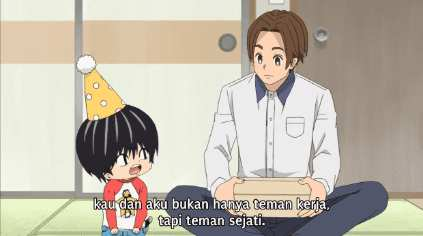 kau dan aku bukan hanya teman kerja,
tapi teman sejati.